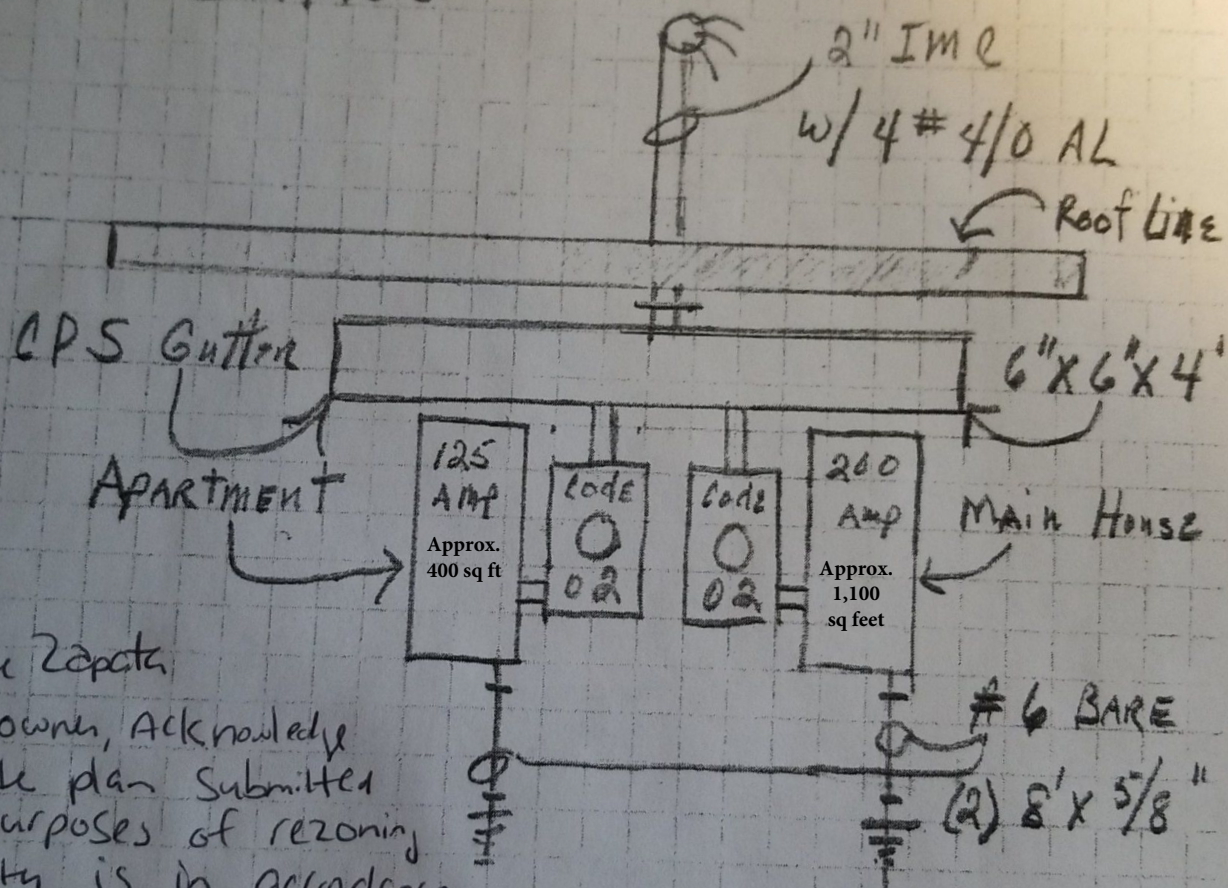 2" IMC
w/ 4 # 4/0 AL
Roof Line
CPS Gutter
6" X 6" X 4'
Apartment
125
Amp
Approx.
400 sq ft
CODE
02
Code
02
200
Amp
Approx.
1,100
sq feet
Main House
Zapata
owner, Acknowledge
plan submitted
purposes of rezoning
is in
# 6 BARE
(2) 8' X 5/8"